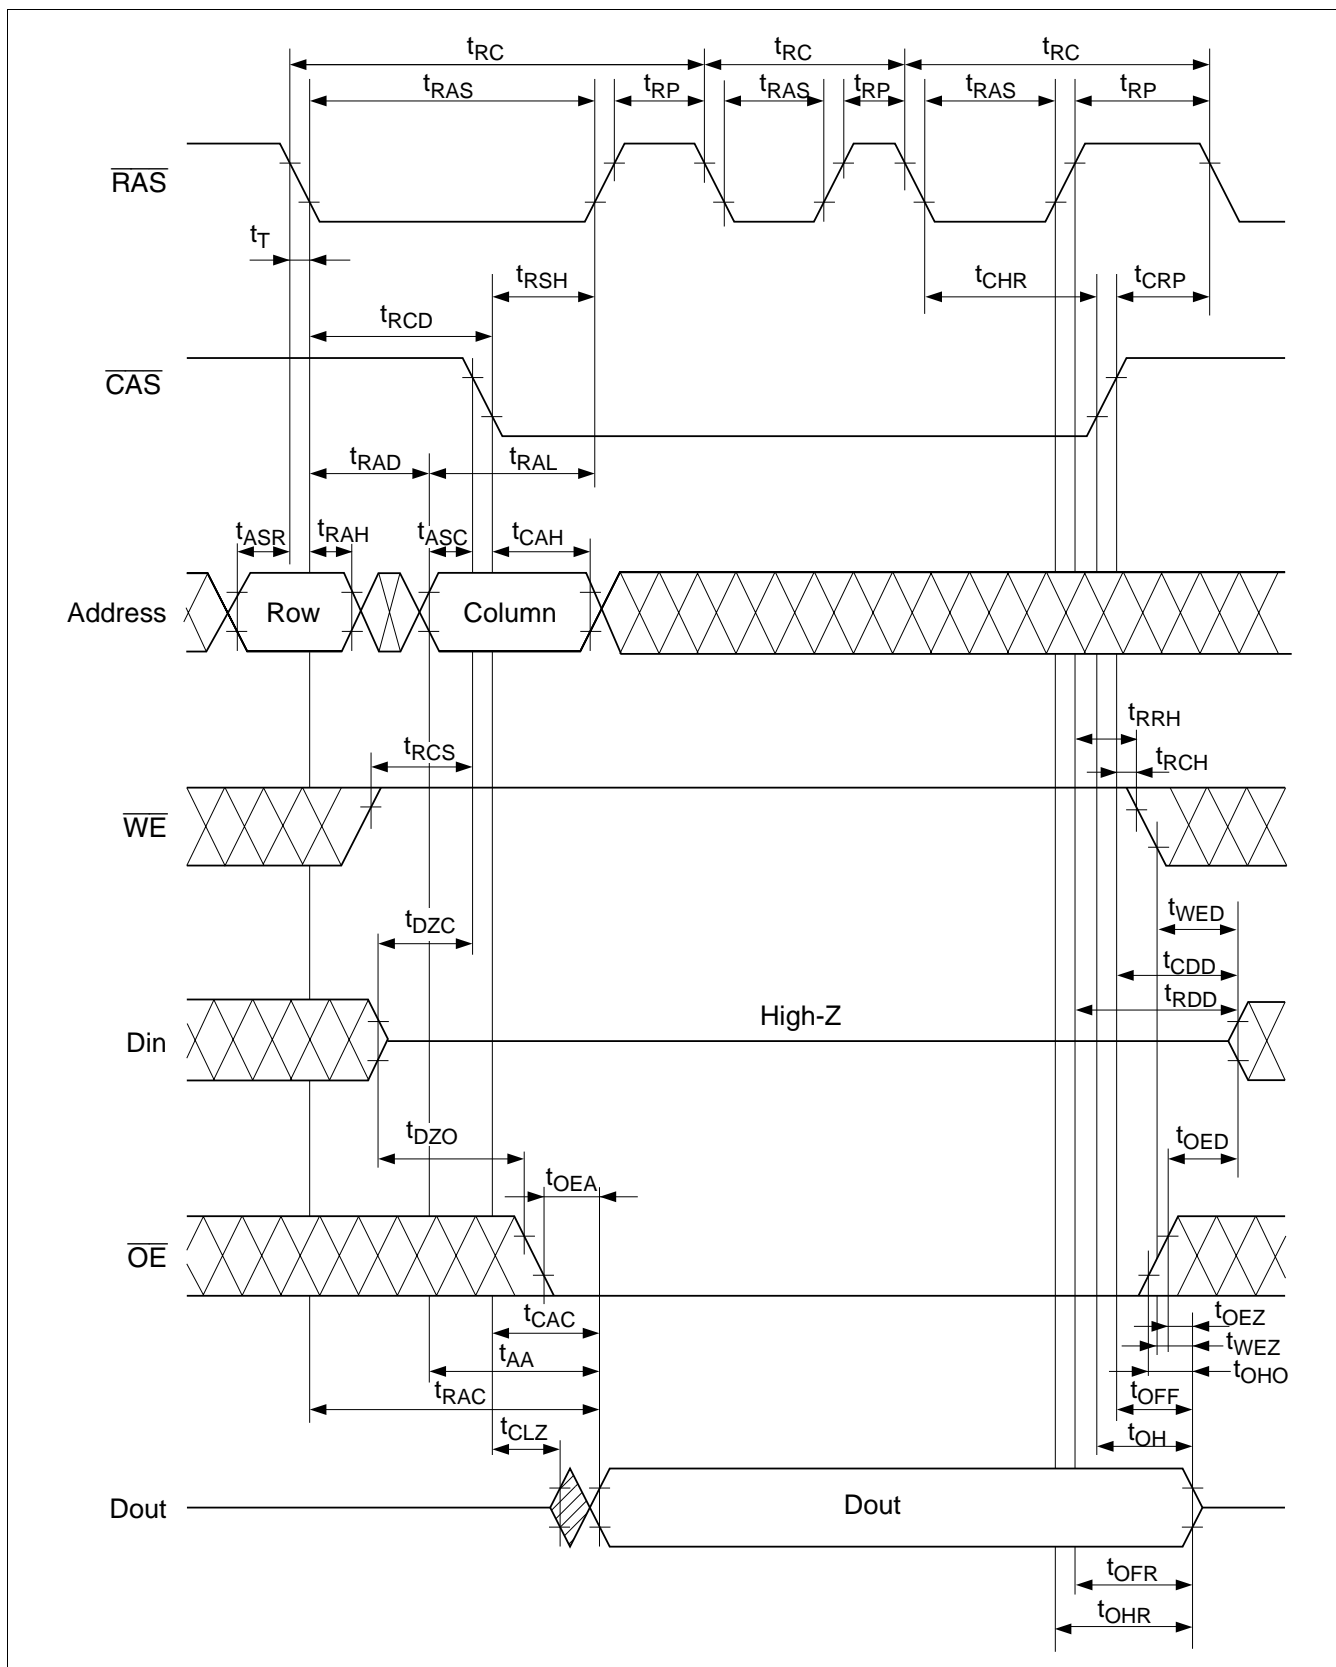 tRC tRC tRC
tRAS tRP tRAS tRP tRAS tRP
RAS
tT
tRSH tCHR tCRP
tRCD
CAS
tRAD tRAL
tASR tRAH tASC tCAH
Address Row Column
tRRH
tRCS tRCH
WE
tDZC tWED
tCDD
tRDD
High-Z
Din
tDZO tOED
tOEA
OE
tCAC tOEZ
tAA tWEZ
tOHO
tRAC tOFF
tCLZ tOH
Dout Dout
tOFR
tOHR